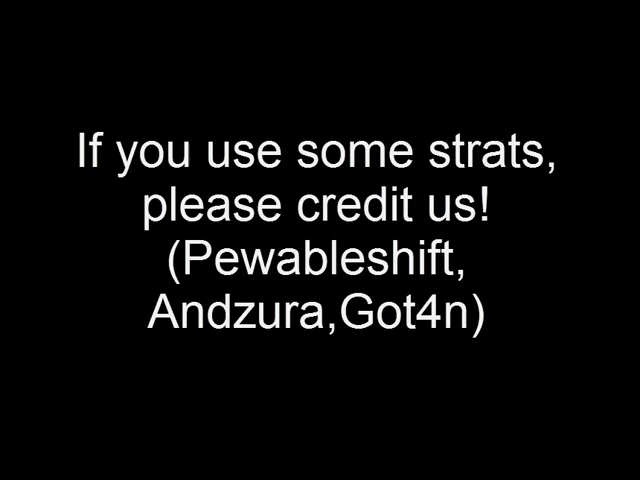 If you use some strats,
please credit us!
(Pewableshift,
Andzura,Got4n)